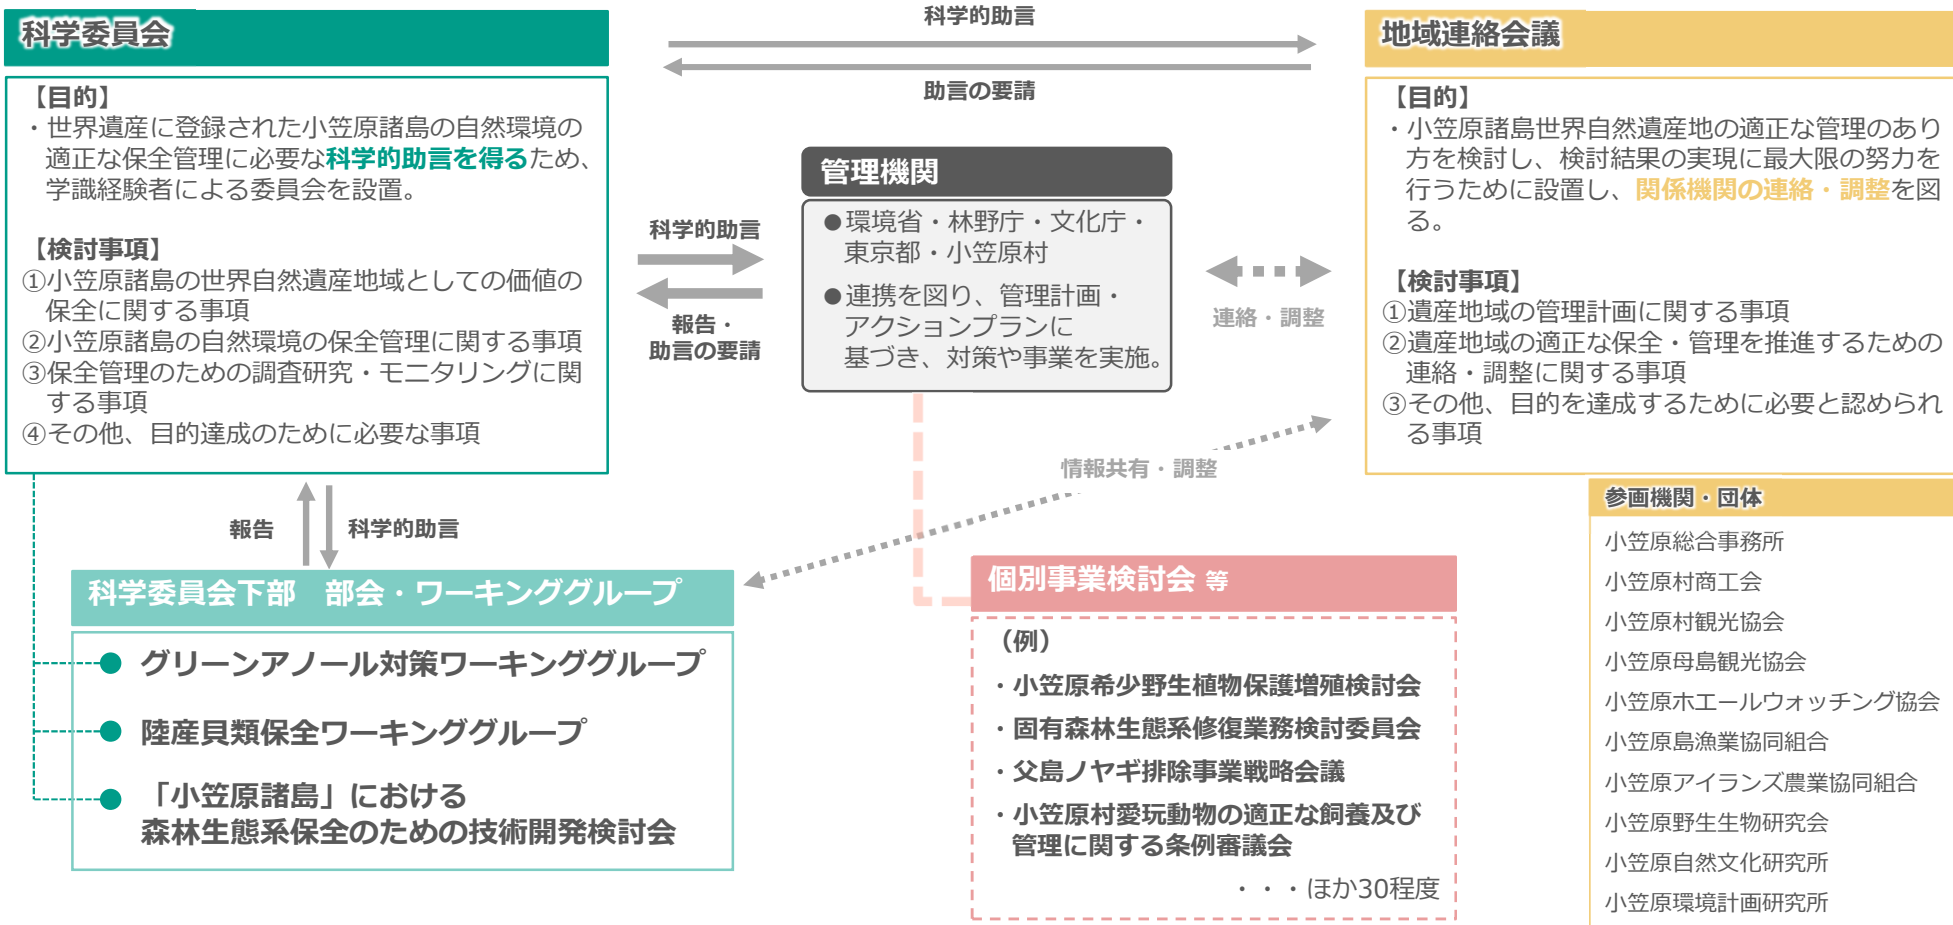 科学委員会
【目的】
・世界遺産に登録された小笠原諸島の自然環境の
適正な保全管理に必要な科学的助言を得るため、
学識経験者による委員会を設置。
【検討事項】
①小笠原諸島の世界自然遺産地域としての価値の
保全に関する事項
②小笠原諸島の自然環境の保全管理に関する事項
③保全管理のための調査研究・モニタリングに関
する事項
④その他、目的達成のために必要な事項
科学的助言
助言の要請
科学的助言
報告・
助言の要請
管理機関
●環境省・林野庁・文化庁・
東京都・小笠原村
●連携を図り、管理計画・
アクションプランに
基づき、対策や事業を実施。
連絡・調整
地域連絡会議
【目的】
・小笠原諸島世界自然遺産地の適正な管理のあり
方を検討し、検討結果の実現に最大限の努力を
行うために設置し、関係機関の連絡・調整を図
る。
【検討事項】
①遺産地域の管理計画に関する事項
②遺産地域の適正な保全・管理を推進するための
連絡・調整に関する事項
③その他、目的を達成するために必要と認められ
る事項
情報共有・調整
報告
科学的助言
科学委員会下部　部会・ワーキンググループ
グリーンアノール対策ワーキンググループ
陸産貝類保全ワーキンググループ
「小笠原諸島」における
森林生態系保全のための技術開発検討会
個別事業検討会 等
（例）
・小笠原希少野生植物保護増殖検討会
・固有森林生態系修復業務検討委員会
・父島ノヤギ排除事業戦略会議
・小笠原村愛玩動物の適正な飼養及び
管理に関する条例審議会
・・・ほか30程度
参画機関・団体
小笠原総合事務所
小笠原村商工会
小笠原村観光協会
小笠原母島観光協会
小笠原ホエールウォッチング協会
小笠原島漁業協同組合
小笠原アイランズ農業協同組合
小笠原野生生物研究会
小笠原自然文化研究所
小笠原環境計画研究所